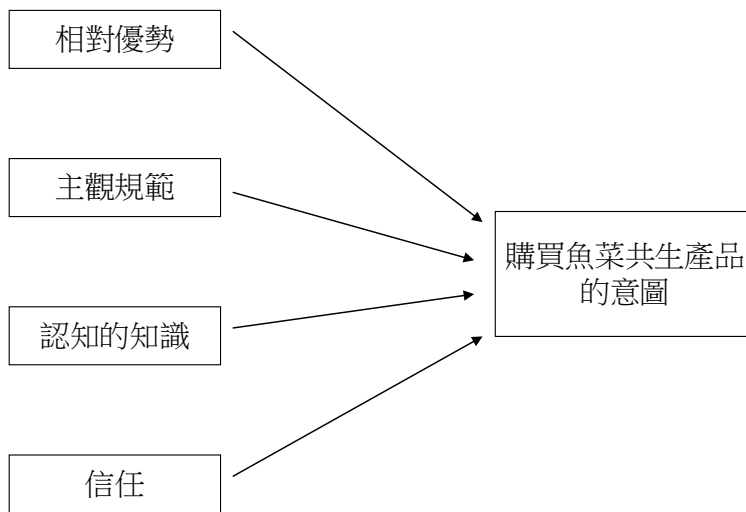 相對優勢
主觀規範
購買魚菜共生產品
的意圖
認知的知識
信任